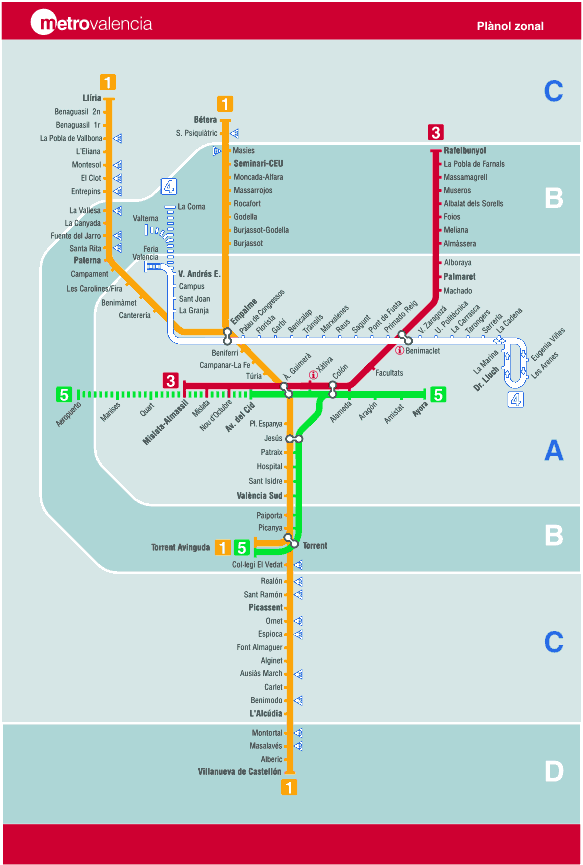 metrovalencia
Plànol zonal
C
1
Llíria
Benaguasil 2n
Benaguasil 1r
La Pobla de Vallbona
L'Eliana
Montesol
El Clot
Entrepins
La Vallesa
La Canyada
Fuente del Jarro
Santa Rita
Paterna
Campament
Les Carolines/Fira
Benimàmet
Canterería
1
Bétera
S. Psiquiàtric
Masies
Seminari-CEU
Moncada-Alfara
Massarrojos
Rocafort
Godella
Burjassot-Godella
Burjassot
3
Rafelbunyol
La Pobla de Farnals
Massamagrell
Museros
Albalat dels Sorells
Foios
Meliana
Almàssera
Alboraya
Palmaret
Machado
B
4
La Coma
Valterna
Feria
Valencia
V. Andrés E.
Campus
Sant Joan
La Granja
Empalme
Palau de Congressos
Florista
Garbí
Benicalap
Trànsits
Marxalenes
Reus
Sagunt
Pont de Fusta
Primado Reig
Benimaclet
V. Zaragoza
U. Politècnica
La Carrasca
Tarongers
Serrería
La Cadena
Eugenia Viñes
Les Arenes
La Marina
Dr. Lluch
4
Beniferri
Campanar-La Fe
Túria
À. Guimerà
Xàtiva
Colón
Facultats
3
5
Aeropuerto
Manises
Quart
Mislata-Almassil
Mislata
Nou d'Octubre
Av. del Cid
Alameda
Aragón
Amistat
Ayora
5
Pl. Espanya
Jesús
Patraix
Hospital
Sant Isidre
València Sud
A
Paiporta
Picanya
Torrent Avinguda
1
5
Torrent
B
Col·legi El Vedat
Realón
Sant Ramón
Picassent
Omet
Espioca
Font Almaguer
Alginet
Ausiàs March
Carlet
Benimodo
L'Alcúdia
C
Montortal
Masalavés
Alberic
Villanueva de Castellón
1
D